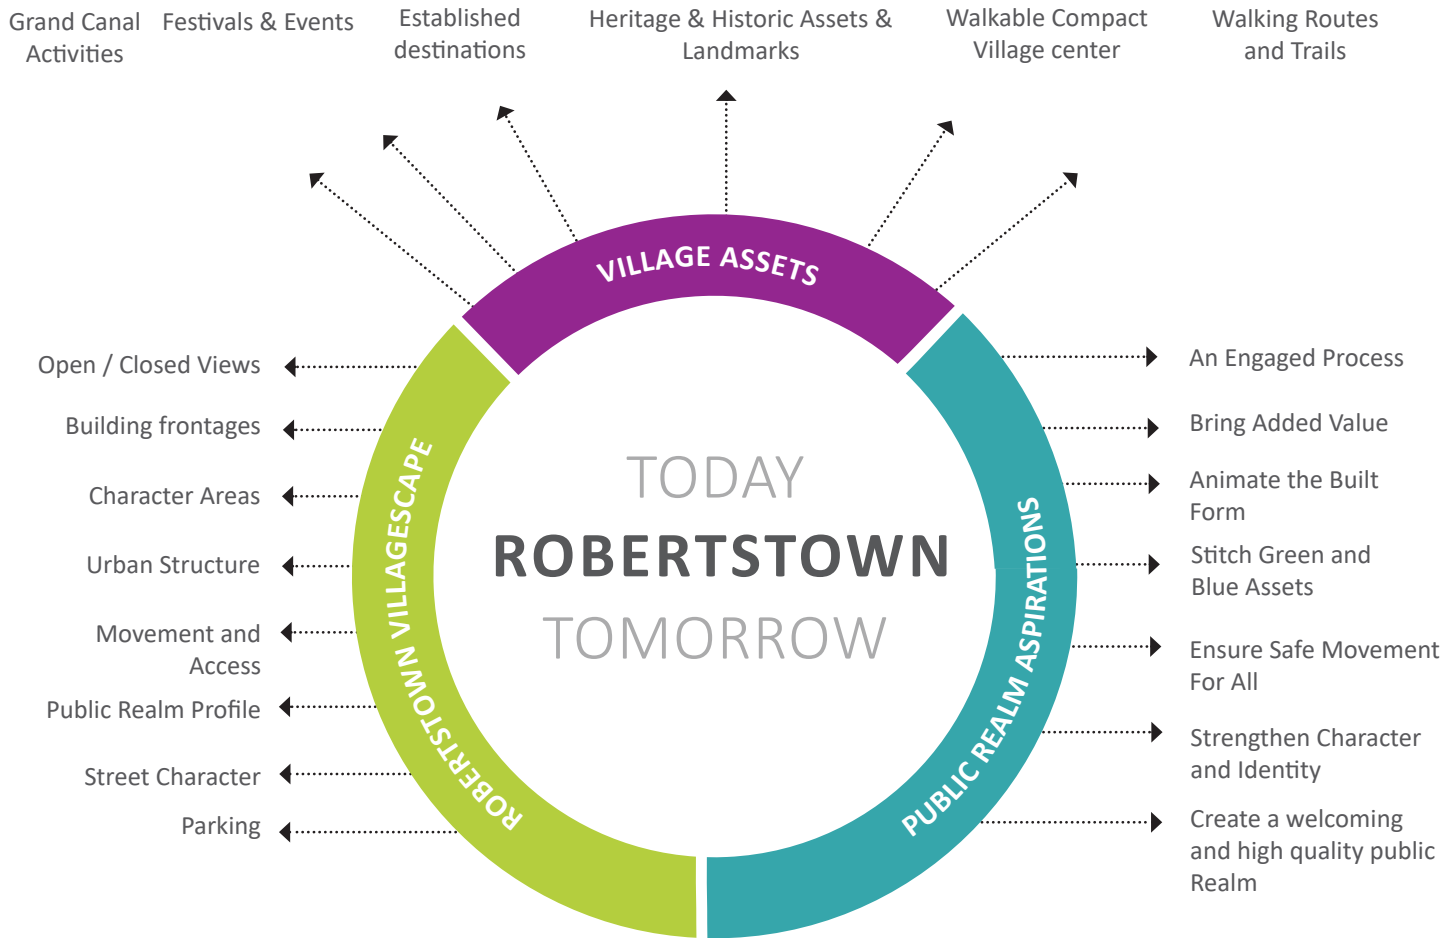 Grand Canal
Activities
Festivals & Events
Established
destinations
Heritage & Historic Assets &
Landmarks
Walkable Compact
Village center
Walking Routes
and Trails
VILLAGE ASSETS
Open / Closed Views
Building frontages
Character Areas
Urban Structure
Movement and
Access
Public Realm Profile
Street Character
Parking
ROBERTSTOWN VILLAGESCAPE
TODAY
ROBERTSTOWN
TOMORROW
PUBLIC REALM ASPIRATIONS
An Engaged Process
Bring Added Value
Animate the Built
Form
Stitch Green and
Blue Assets
Ensure Safe Movement
For All
Strengthen Character
and Identity
Create a welcoming
and high quality public
Realm